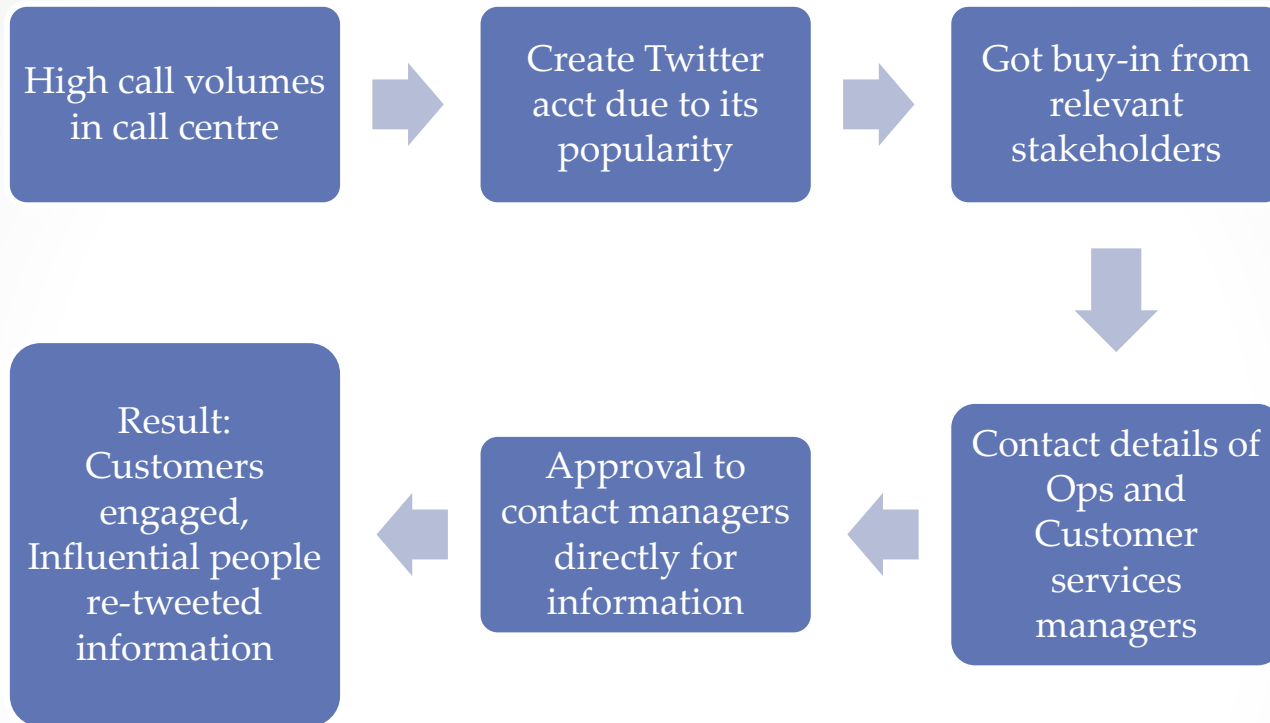 High call volumes
in call centre
Create Twitter
acct due to its
popularity
Got buy-in from
relevant
stakeholders
Contact details of
Ops and
Customer
services
managers
Approval to
contact managers
directly for
information
Result:
Customers
engaged,
Influential people
re-tweeted
information